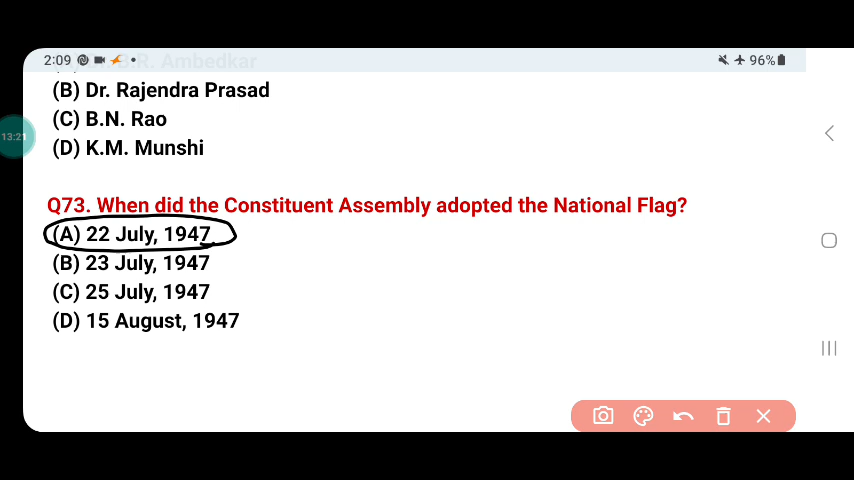 2:09
96%
B.R. Ambedkar
(B) Dr. Rajendra Prasad
(C) B.N. Rao
13:21
(D) K.M. Munshi
Q73. When did the Constituent Assembly adopted the National Flag?
(A) 22 July, 1947
(B) 23 July, 1947
(C) 25 July, 1947
(D) 15 August, 1947